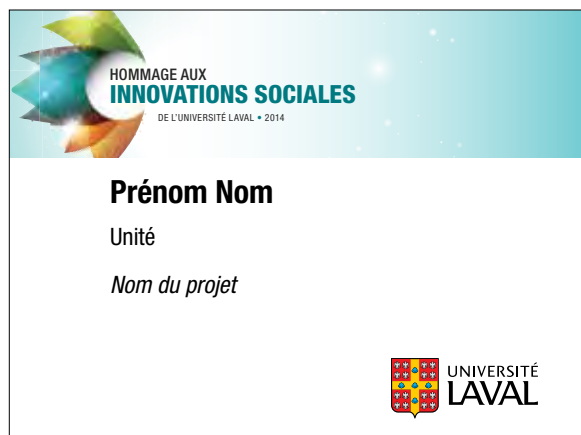 HOMMAGE AUX
INNOVATIONS SOCIALES
DE L'UNIVERSITÉ LAVAL • 2014
Prénom Nom
Unité
Nom du projet
UNIVERSITÉ
LAVAL